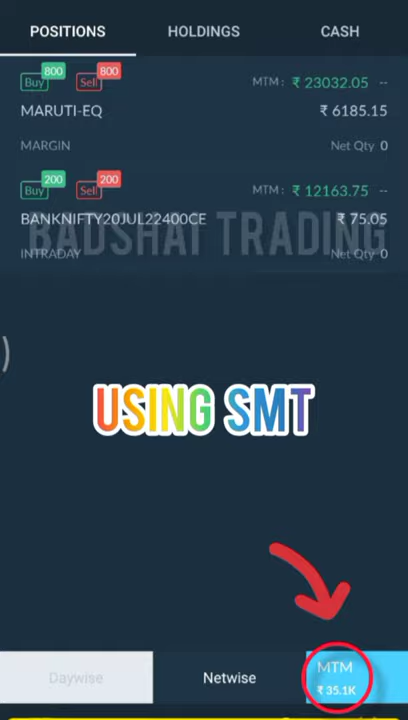 POSITIONS HOLDINGS CASH
800 800
Buy Sell MTM : ₹ 23032.05 --
MARUTI-EQ ₹ 6185.15
MARGIN Net Qty 0
200 200
Buy Sell MTM : ₹ 12163.75 --
BANKNIFTY20JUL22400CE ₹ 75.05
BADSHAI TRADING
INTRADAY Net Qty 0
)
USING SMT
MTM
Daywise Netwise ₹ 35.1K